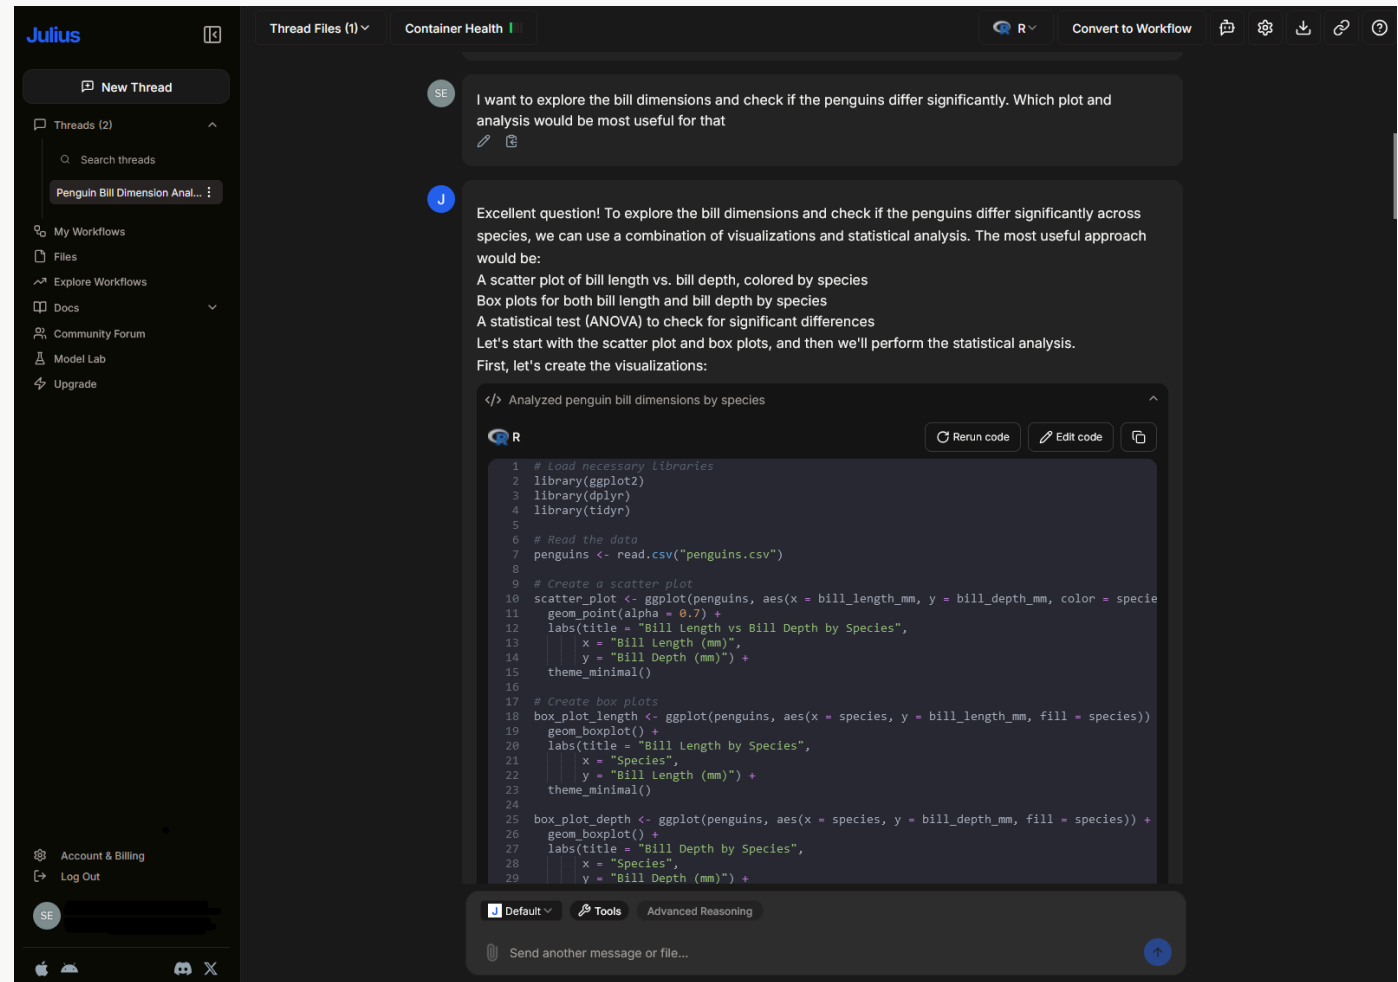 Julius
Thread Files (1)
Container Health
R
Convert to Workflow
New Thread
Threads (2)
Search threads
Penguin Bill Dimension Anal...
My Workflows
Files
Explore Workflows
Docs
Community Forum
Model Lab
Upgrade
Account & Billing
Log Out
SE
SE
I want to explore the bill dimensions and check if the penguins differ significantly. Which plot and
analysis would be most useful for that
J
Excellent question! To explore the bill dimensions and check if the penguins differ significantly across
species, we can use a combination of visualizations and statistical analysis. The most useful approach
would be:
A scatter plot of bill length vs. bill depth, colored by species
Box plots for both bill length and bill depth by species
A statistical test (ANOVA) to check for significant differences
Let's start with the scatter plot and box plots, and then we'll perform the statistical analysis.
First, let's create the visualizations:
</> Analyzed penguin bill dimensions by species
R
Rerun code
Edit code
1 # Load necessary libraries
2 library(ggplot2)
3 library(dplyr)
4 library(tidyr)
5
6 # Read the data
7 penguins <- read.csv("penguins.csv")
8
9 # Create a scatter plot
10 scatter_plot <- ggplot(penguins, aes(x = bill_length_mm, y = bill_depth_mm, color = specie
11 geom_point(alpha = 0.7) +
12 labs(title = "Bill Length vs Bill Depth by Species",
13 x = "Bill Length (mm)",
14 y = "Bill Depth (mm)") +
15 theme_minimal()
16
17 # Create box plots
18 box_plot_length <- ggplot(penguins, aes(x = species, y = bill_length_mm, fill = species))
19 geom_boxplot() +
20 labs(title = "Bill Length by Species",
21 x = "Species",
22 y = "Bill Length (mm)") +
23 theme_minimal()
24
25 box_plot_depth <- ggplot(penguins, aes(x = species, y = bill_depth_mm, fill = species)) +
26 geom_boxplot() +
27 labs(title = "Bill Depth by Species",
28 x = "Species",
29 y = "Bill Depth (mm)") +
J Default
Tools
Advanced Reasoning
Send another message or file...